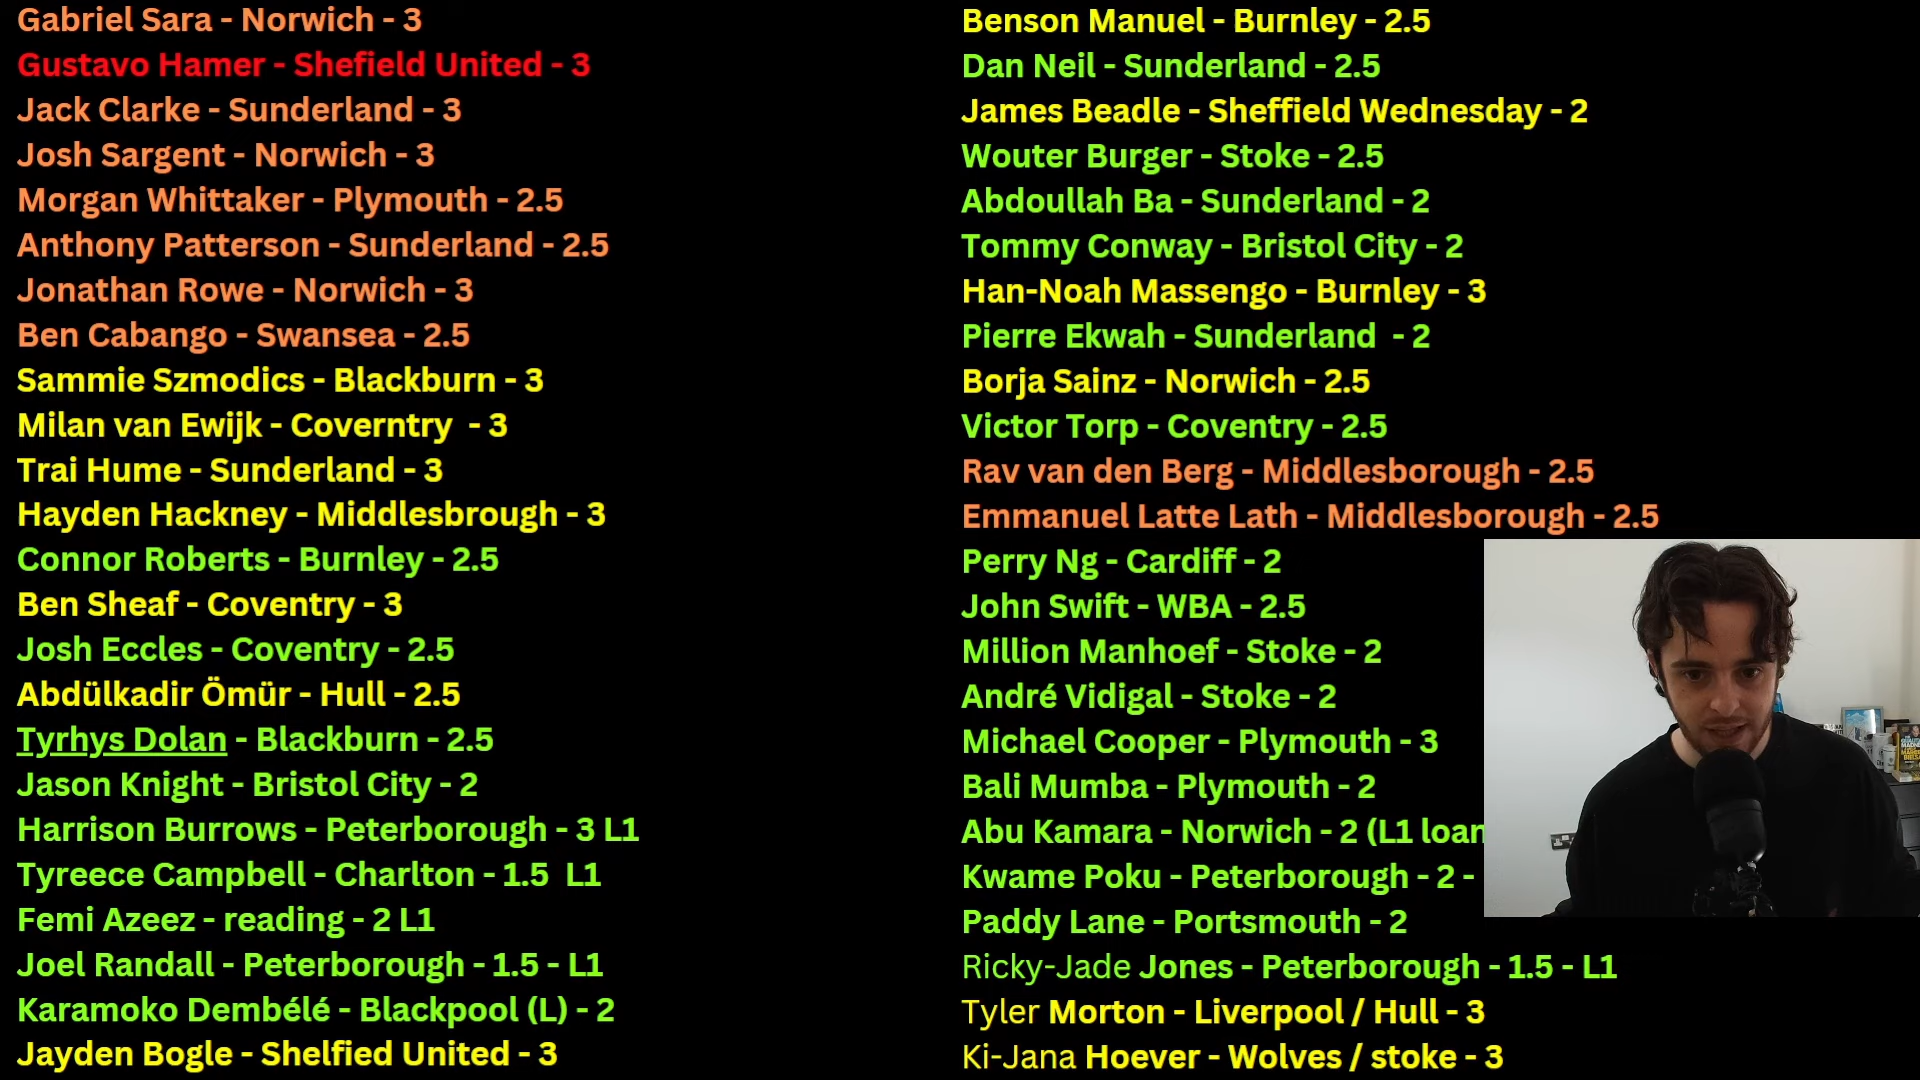 Gabriel Sara - Norwich - 3
Gustavo Hamer - Shefield United - 3
Jack Clarke - Sunderland - 3
Josh Sargent - Norwich - 3
Morgan Whittaker - Plymouth - 2.5
Anthony Patterson - Sunderland - 2.5
Jonathan Rowe - Norwich - 3
Ben Cabango - Swansea - 2.5
Sammie Szmodics - Blackburn - 3
Milan van Ewijk - Coverntry - 3
Trai Hume - Sunderland - 3
Hayden Hackney - Middlesbrough - 3
Connor Roberts - Burnley - 2.5
Ben Sheaf - Coventry - 3
Josh Eccles - Coventry - 2.5
Abdülkadir Ömür - Hull - 2.5
Tyrhys Dolan - Blackburn - 2.5
Jason Knight - Bristol City - 2
Harrison Burrows - Peterborough - 3 L1
Tyreece Campbell - Charlton - 1.5 L1
Femi Azeez - reading - 2 L1
Joel Randall - Peterborough - 1.5 - L1
Karamoko Dembélé - Blackpool (L) - 2
Jayden Bogle - Shelfied United - 3
Benson Manuel - Burnley - 2.5
Dan Neil - Sunderland - 2.5
James Beadle - Sheffield Wednesday - 2
Wouter Burger - Stoke - 2.5
Abdoullah Ba - Sunderland - 2
Tommy Conway - Bristol City - 2
Han-Noah Massengo - Burnley - 3
Pierre Ekwah - Sunderland - 2
Borja Sainz - Norwich - 2.5
Victor Torp - Coventry - 2.5
Rav van den Berg - Middlesborough - 2.5
Emmanuel Latte Lath - Middlesborough - 2.5
Perry Ng - Cardiff - 2
John Swift - WBA - 2.5
Million Manhoef - Stoke - 2
André Vidigal - Stoke - 2
Michael Cooper - Plymouth - 3
Bali Mumba - Plymouth - 2
Abu Kamara - Norwich - 2 (L1 loan
Kwame Poku - Peterborough - 2 -
Paddy Lane - Portsmouth - 2
Ricky-Jade Jones - Peterborough - 1.5 - L1
Tyler Morton - Liverpool / Hull - 3
Ki-Jana Hoever - Wolves / stoke - 3